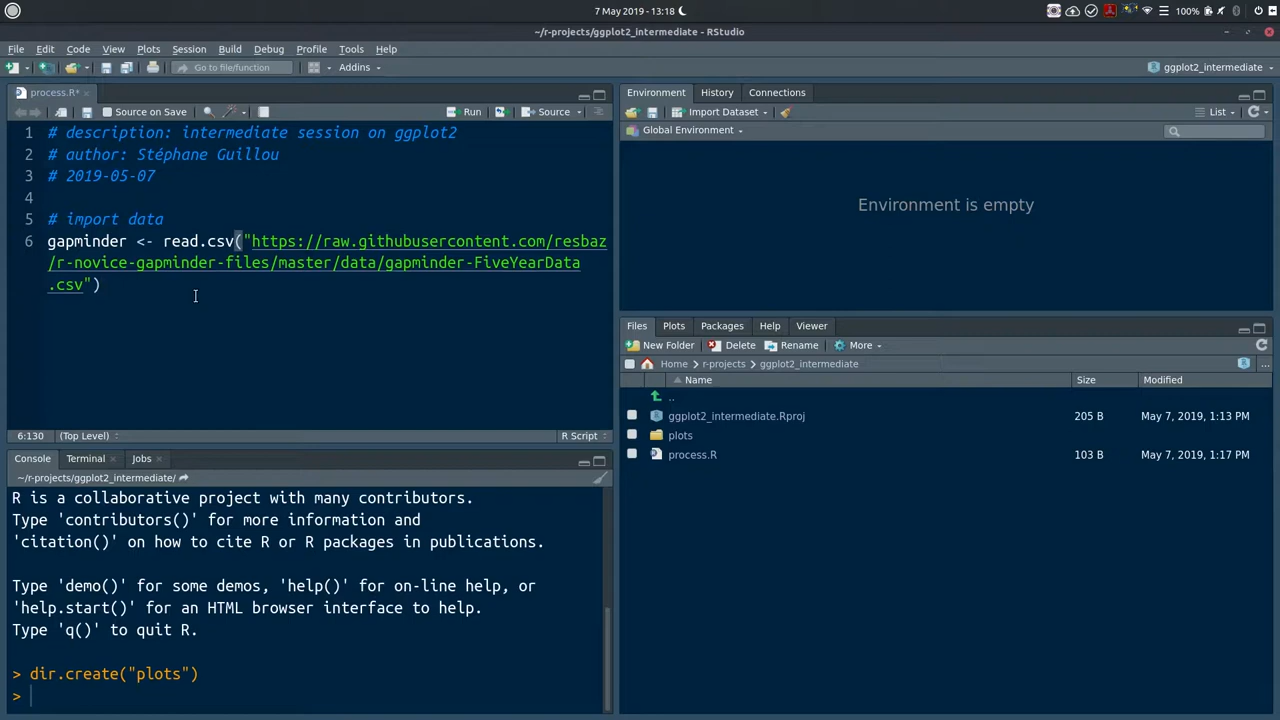 7 May 2019 - 13:18
100%
~/r-projects/ggplot2_intermediate - RStudio
File Edit Code View Plots Session Build Debug Profile Tools Help
Go to file/function Addins ggplot2_intermediate
process.R*
Source on Save Run Source
1 # description: intermediate session on ggplot2
2 # author: Stéphane Guillou
3 # 2019-05-07
4
5 # import data
6 gapminder <- read.csv("https://raw.githubusercontent.com/resbaz
/r-novice-gapminder-files/master/data/gapminder-FiveYearData
.csv")
6:130 (Top Level) R Script
Console Terminal Jobs
~/r-projects/ggplot2_intermediate/
R is a collaborative project with many contributors.
Type 'contributors()' for more information and
'citation()' on how to cite R or R packages in publications.
Type 'demo()' for some demos, 'help()' for on-line help, or
'help.start()' for an HTML browser interface to help.
Type 'q()' to quit R.
> dir.create("plots")
>
Environment History Connections
Import Dataset List
Global Environment
Environment is empty
Files Plots Packages Help Viewer
New Folder Delete Rename More
Home r-projects ggplot2_intermediate ...
Name Size Modified
..
ggplot2_intermediate.Rproj 205 B May 7, 2019, 1:13 PM
plots
process.R 103 B May 7, 2019, 1:17 PM